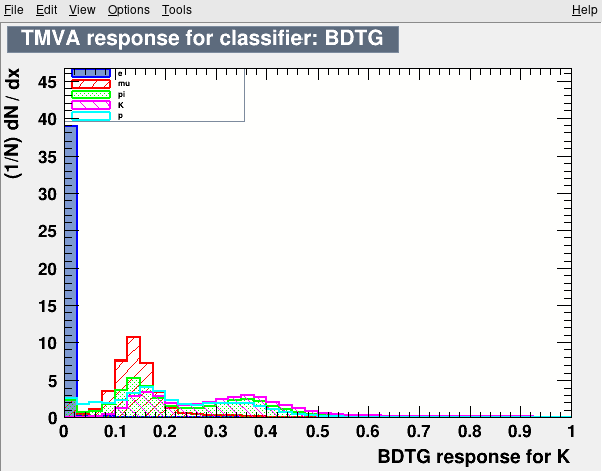 File Edit View Options Tools Help
TMVA response for classifier: BDTG
(1/N) dN / dx
e
mu
pi
K
p
45
40
35
30
25
20
15
10
5
0
0 0.1 0.2 0.3 0.4 0.5 0.6 0.7 0.8 0.9 1
BDTG response for K